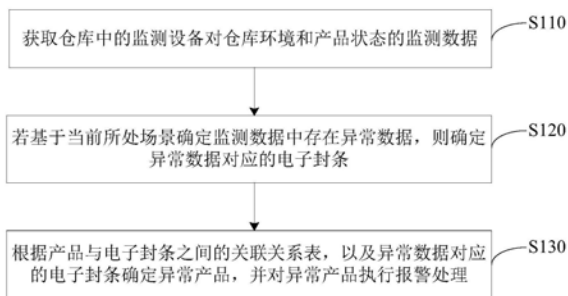 获取仓库中的监测设备对仓库环境和产品状态的监测数据
S110
若基于当前所处场景确定监测数据中存在异常数据，则确定
异常数据对应的电子封条
S120
根据产品与电子封条之间的关联关系表，以及异常数据对应
的电子封条确定异常产品，并对异常产品执行报警处理
S130